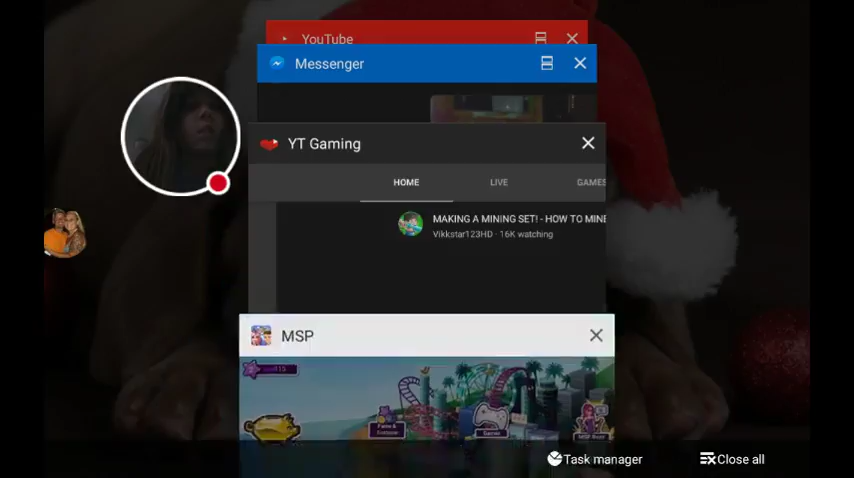 YouTube
Messenger
YT Gaming
HOME LIVE GAMES
MAKING A MINING SET! - HOW TO MINE
Vikkstar123HD · 16K watching
MSP
Games
Task manager
Close all